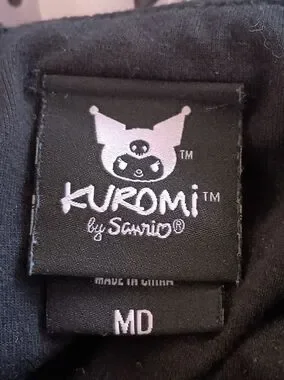 TM
KUROMI™
by Sanrio®
MADE IN CHINA
MD